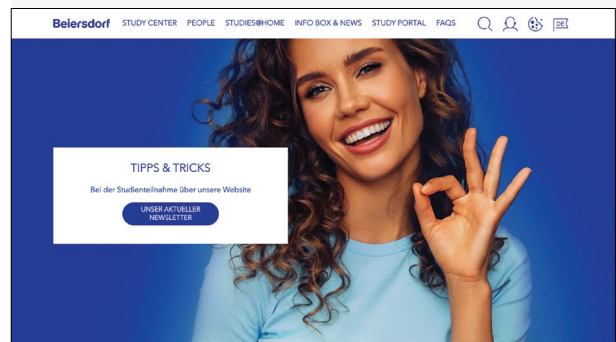 Beiersdorf STUDY CENTER PEOPLE STUDIES@HOME INFO BOX & NEWS STUDY PORTAL FAQS DE
TIPPS & TRICKS
Bei der Studienteilnahme über unsere Website
UNSER AKTUELLER
NEWSLETTER